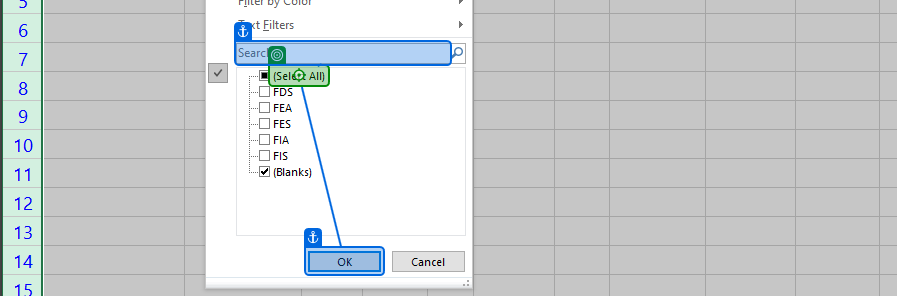 5
Filter by Color
6
Text Filters
7
Search
(Select All)
8
FDS
9
FEA
FES
10
FIA
FIS
11
(Blanks)
12
13
14
OK
Cancel
15